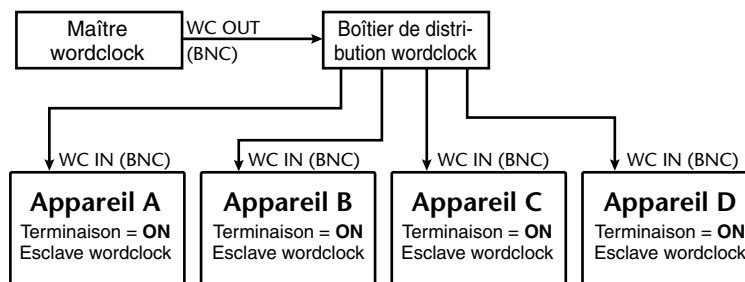 Maître
wordclock
WC OUT
(BNC)
Boîtier de distri-
bution wordclock
WC IN (BNC)
WC IN (BNC)
WC IN (BNC)
WC IN (BNC)
Appareil A
Terminaison = ON
Esclave wordclock
Appareil B
Terminaison = ON
Esclave wordclock
Appareil C
Terminaison = ON
Esclave wordclock
Appareil D
Terminaison = ON
Esclave wordclock